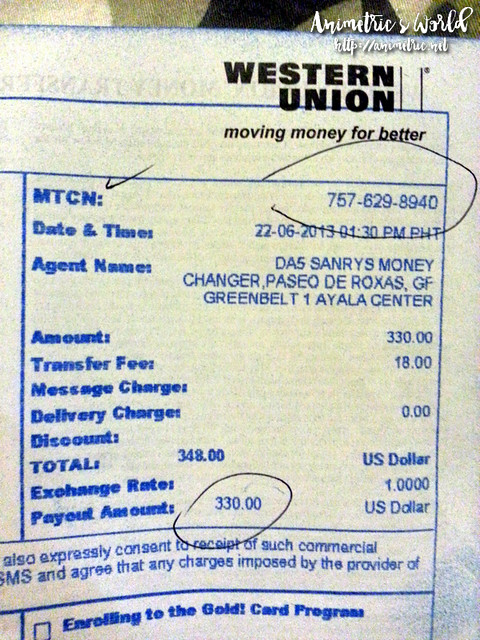 Animetric's World
http://animetric.net
WESTERN
UNION
®
moving money for better
MTCN: 757-629-8940
Date & Time: 22-06-2013 01:30 PM PHT
Agent Name: DA5 SANRYS MONEY
CHANGER,PASEO DE ROXAS, GF
GREENBELT 1 AYALA CENTER
Amount: 330.00
Transfer Fee: 18.00
Message Charge:
Delivery Charge: 0.00
Discount:
TOTAL: 348.00 US Dollar
Exchange Rate: 1.0000
Payout Amount: 330.00 US Dollar
also expressly consent to receipt of such commercial
SMS and agree that any charges imposed by the provider of
Enrolling to the Gold! Card Program